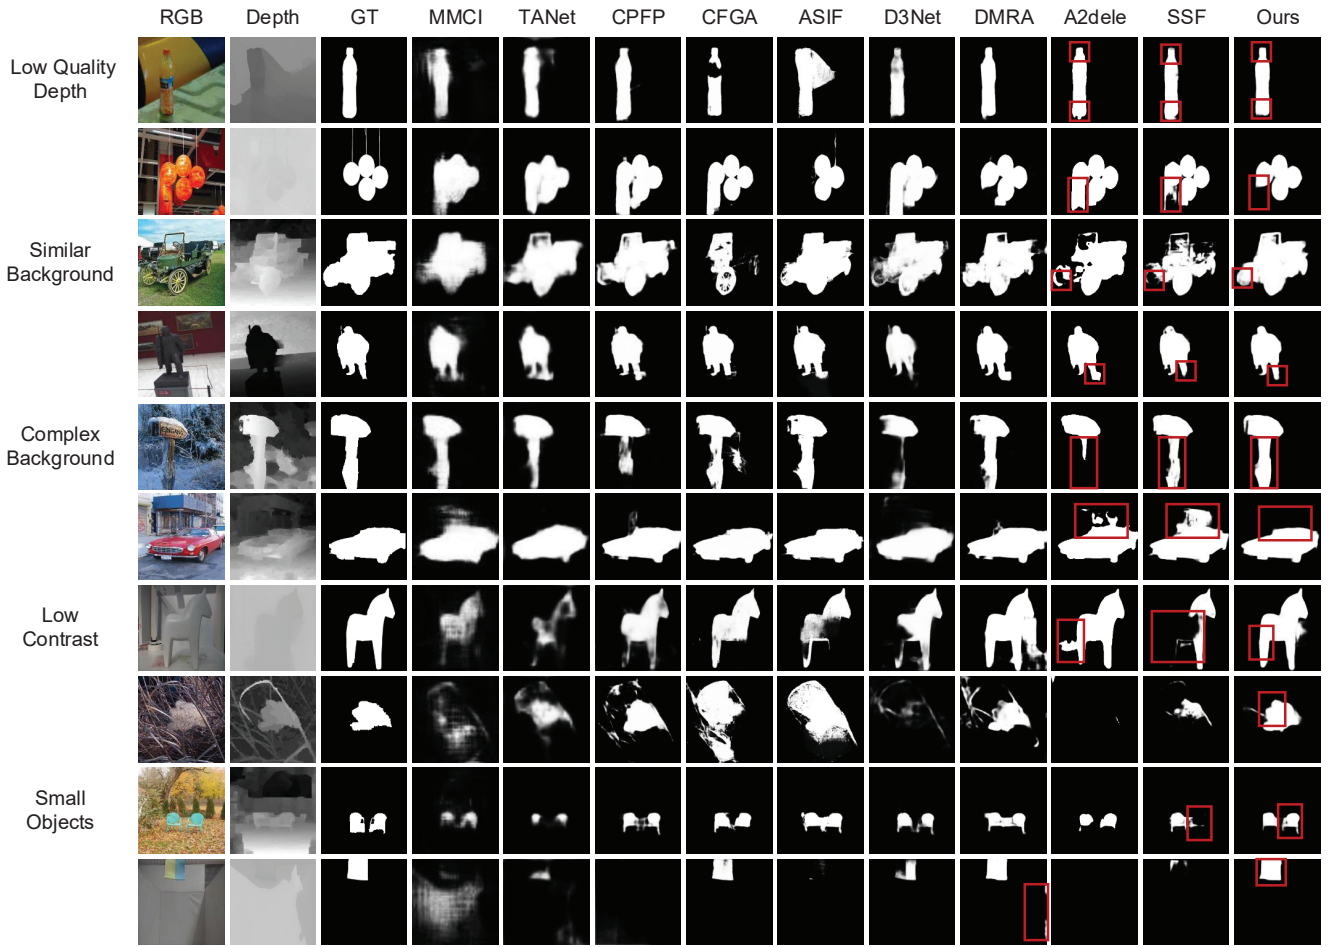 RGB Depth GT MMCI TANet CPFP CFGA ASIF D3Net DMRA A2dele SSF Ours
Low Quality
Depth
Similar
Background
Complex
Background
Low
Contrast
Small
Objects